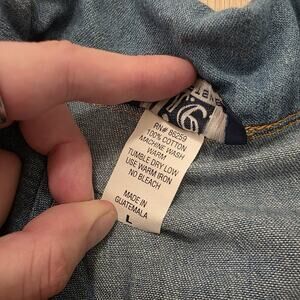 RN# 86259
100% COTTON
MACHINE WASH
WARM
TUMBLE DRY LOW
USE WARM IRON
NO BLEACH
MADE IN
GUATEMALA
L